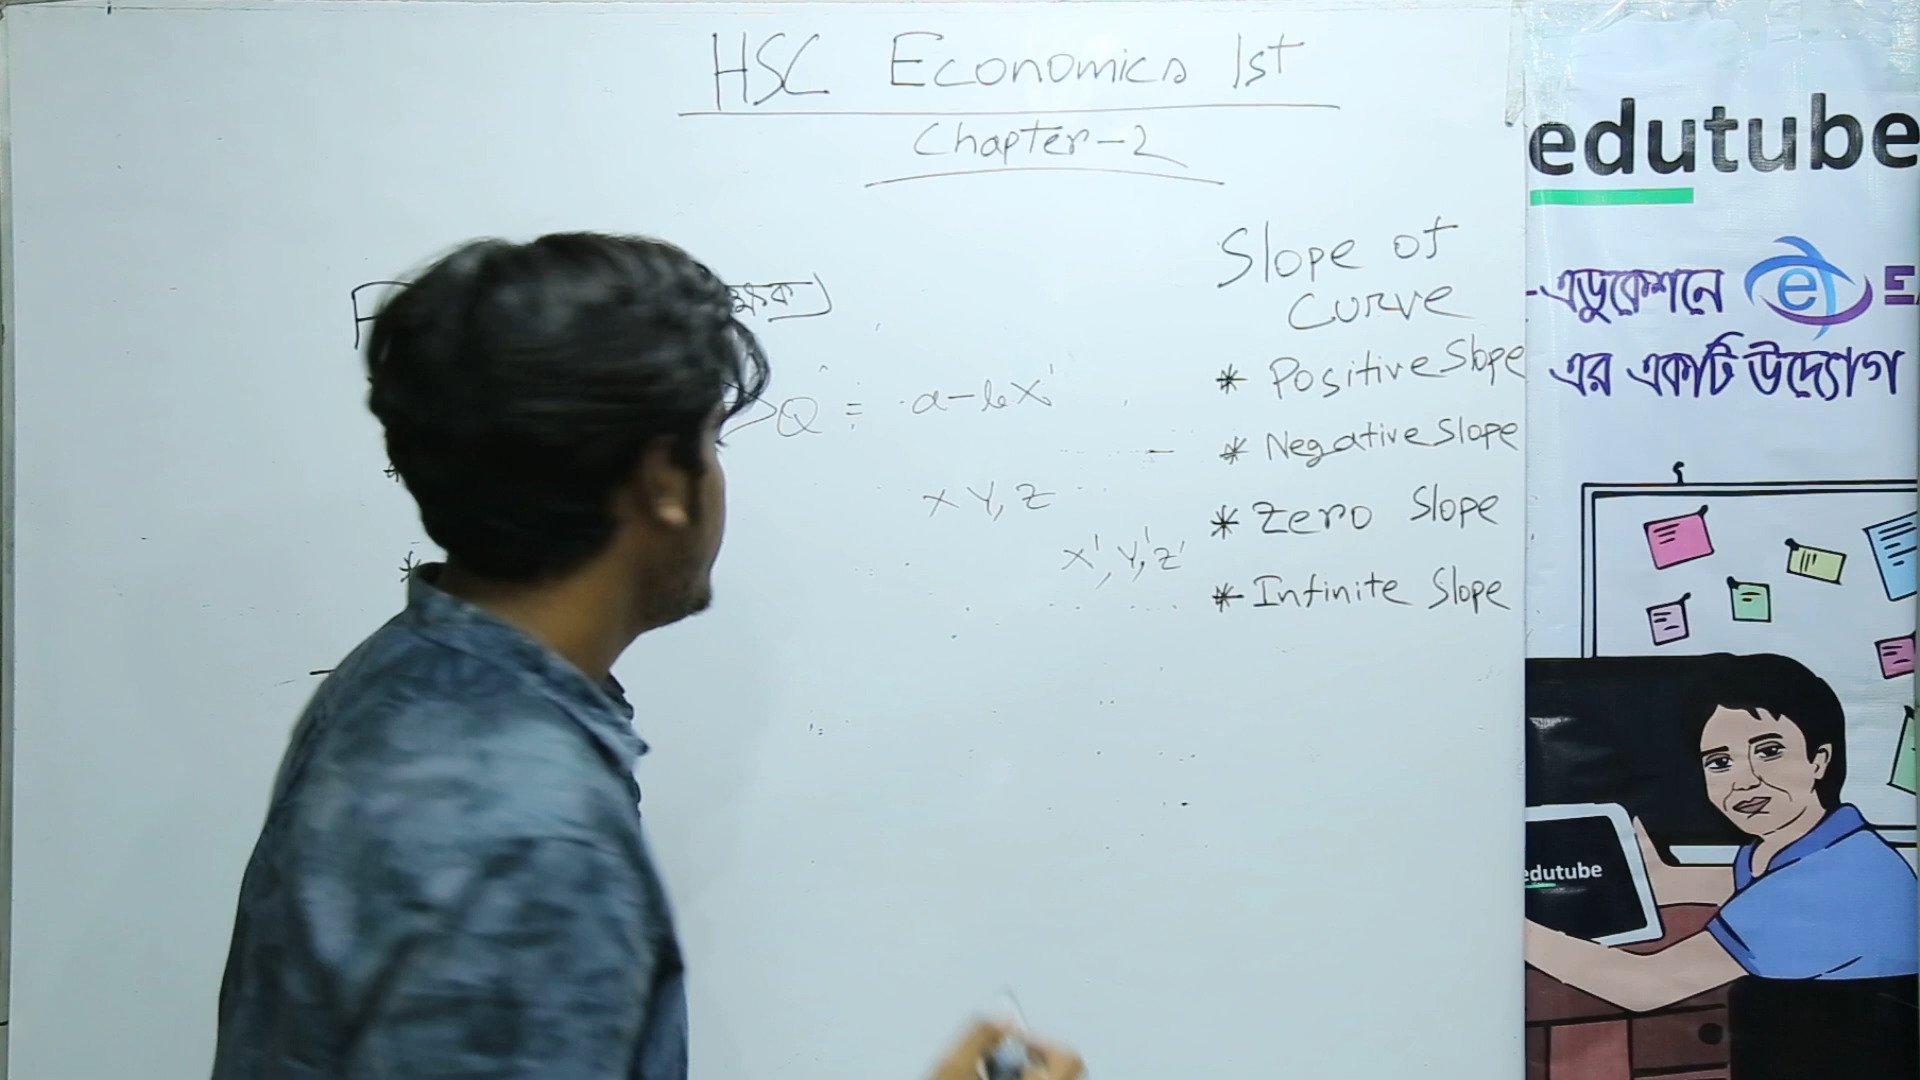 HSC Economics 1st
Chapter-2
Q = a-bX'
X Y, Z
X', Y', Z'
Slope of
Curve
* Positive Slope
* Negative Slope
* Zero Slope
* Infinite Slope
edutube
-এডুকেশনে e
এর একটি উদ্যোগ
edutube